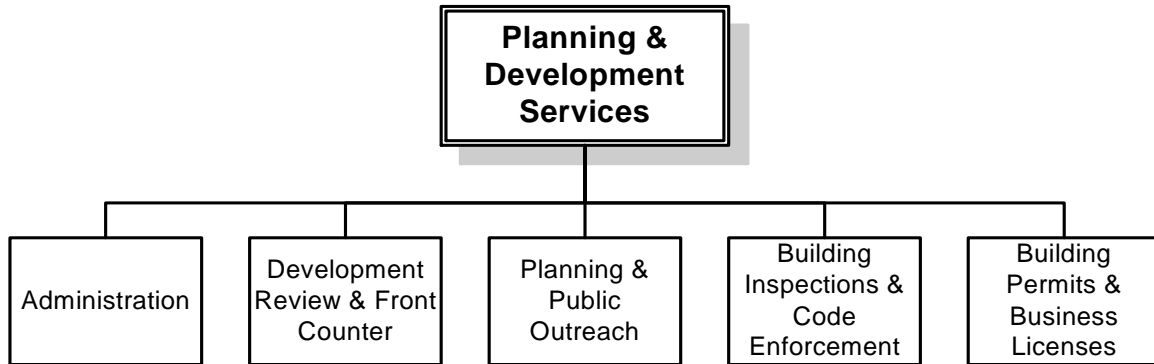 Planning &
Development
Services
Administration
Development
Review & Front
Counter
Planning &
Public
Outreach
Building
Inspections &
Code
Enforcement
Building
Permits &
Business
Licenses